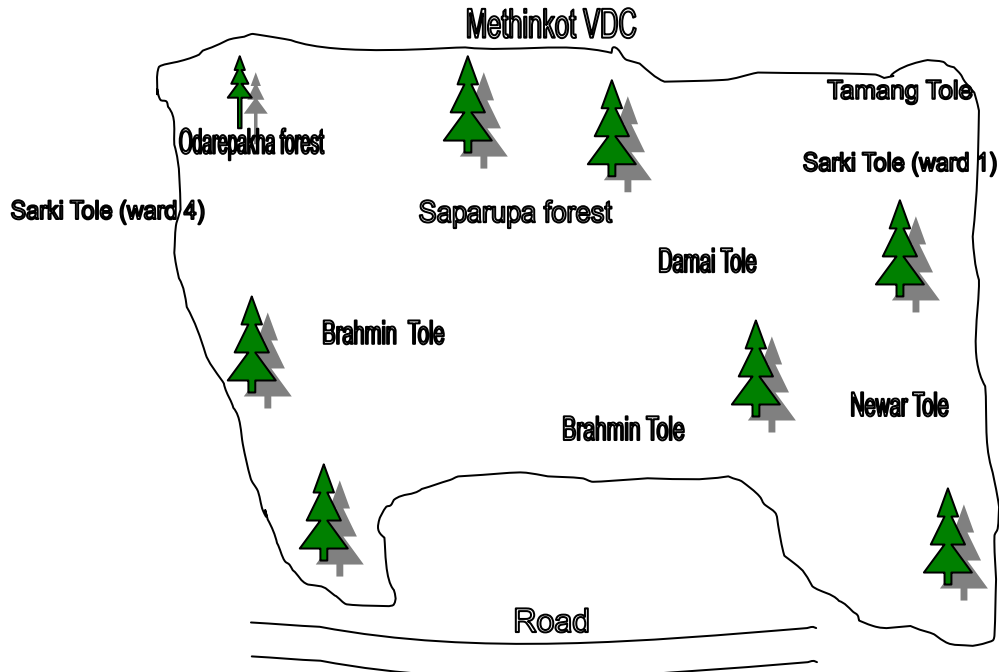 Methinkot VDC
Tamang Tole
Odarepakha forest
Sarki Tole (ward 1)
Sarki Tole (ward 4)
Saparupa forest
Damai Tole
Brahmin Tole
Newar Tole
Brahmin Tole
Road